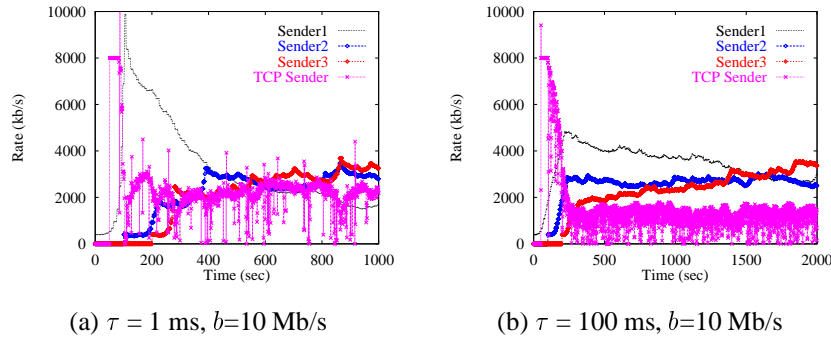 10000
8000
6000
4000
2000
0
Rate (kb/s)
0 200 400 600 800 1000
Time (sec)
Sender1
Sender2
Sender3
TCP Sender
(a) τ = 1 ms, b=10 Mb/s
10000
8000
6000
4000
2000
0
Rate (kb/s)
0 500 1000 1500 2000
Time (sec)
Sender1
Sender2
Sender3
TCP Sender
(b) τ = 100 ms, b=10 Mb/s